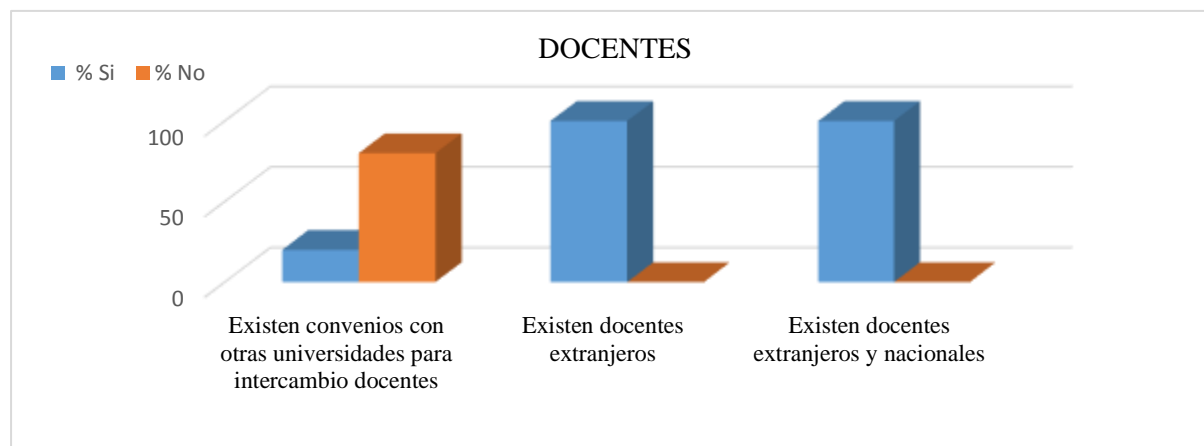 DOCENTES
% Si % No
100
50
0
Existen convenios con
otras universidades para
intercambio docentes
Existen docentes
extranjeros
Existen docentes
extranjeros y nacionales